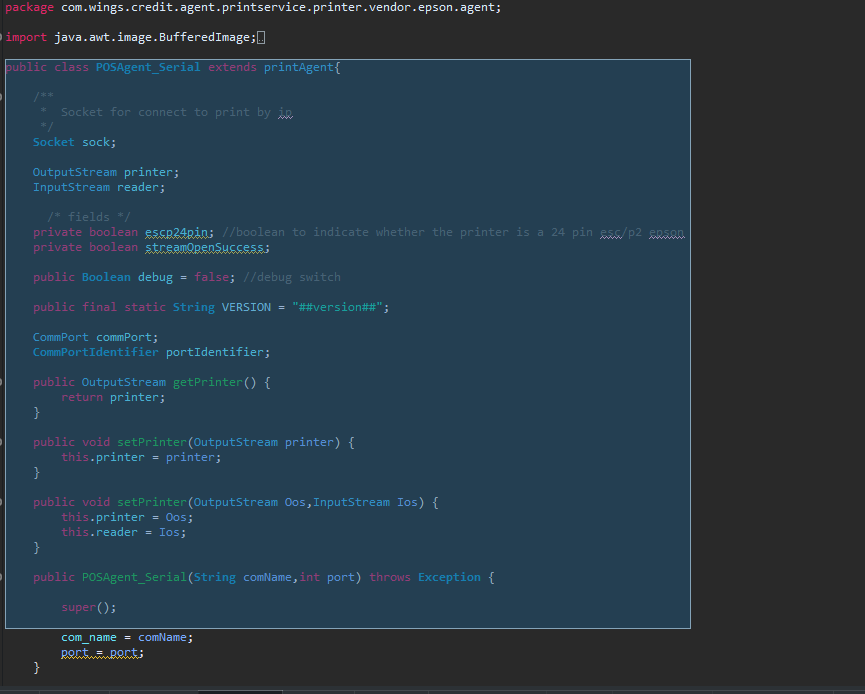 package com.wings.credit.agent.printservice.printer.vendor.epson.agent;
import java.awt.image.BufferedImage;
public class POSAgent_Serial extends printAgent{
/**
* Socket for connect to print by ip
*/
Socket sock;
OutputStream printer;
InputStream reader;
/* fields */
private boolean escp24pin; //boolean to indicate whether the printer is a 24 pin esc/p2 epson
private boolean streamOpenSuccess;
public Boolean debug = false; //debug switch
public final static String VERSION = "##version##";
CommPort commPort;
CommPortIdentifier portIdentifier;
public OutputStream getPrinter() {
return printer;
}
public void setPrinter(OutputStream printer) {
this.printer = printer;
}
public void setPrinter(OutputStream Oos,InputStream Ios) {
this.printer = Oos;
this.reader = Ios;
}
public POSAgent_Serial(String comName,int port) throws Exception {
super();
com_name = comName;
port = port;
}